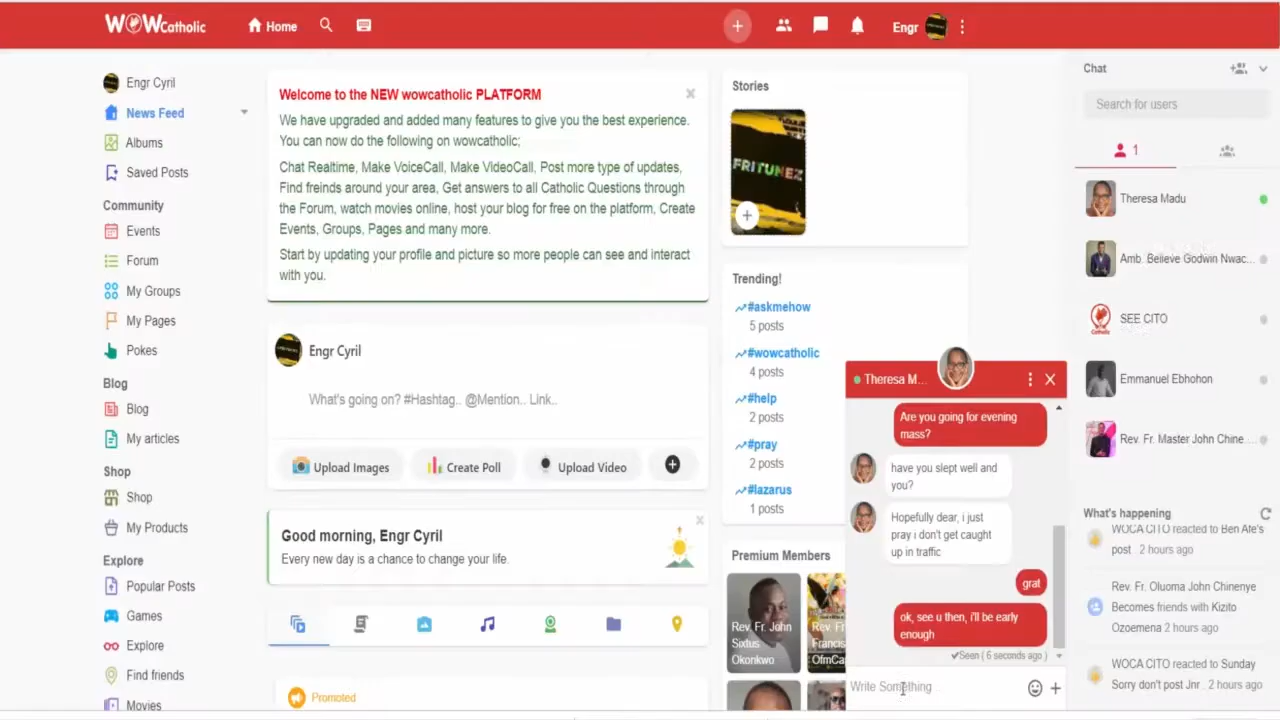 WOWCatholic
Home
Engr
Engr Cyril
News Feed
Albums
Saved Posts
Community
Events
Forum
My Groups
My Pages
Pokes
Blog
Blog
My articles
Shop
Shop
My Products
Explore
Popular Posts
Games
Explore
Find friends
Movies
Welcome to the NEW wowcatholic PLATFORM
We have upgraded and added many features to give you the best experience.
You can now do the following on wowcatholic;
Chat Realtime, Make VoiceCall, Make VideoCall, Post more type of updates,
Find freinds around your area, Get answers to all Catholic Questions through
the Forum, watch movies online, host your blog for free on the platform, Create
Events, Groups, Pages and many more.
Start by updating your profile and picture so more people can see and interact
with you.
Engr Cyril
What's going on? #Hashtag.. @Mention.. Link..
Upload Images
Create Poll
Upload Video
Good morning, Engr Cyril
Every new day is a chance to change your life.
Promoted
Stories
FRITUNEZ
Trending!
#askmehow
5 posts
#wowcatholic
4 posts
#help
2 posts
#pray
2 posts
#lazarus
1 posts
Premium Members
Rev. Fr. John
Sixtus
Okonkwo
Rev. Fr.
Francis
OfmCa
Theresa M...
Are you going for evening
mass?
have you slept well and
you?
Hopefully dear, i just
pray i don't get caught
up in traffic
grat
ok, see u then, i'll be early
enough
Seen ( 6 seconds ago )
Write Something
Chat
Search for users
1
Theresa Madu
Amb. Believe Godwin Nwac...
SEE CITO
Emmanuel Ebhohon
Rev. Fr. Master John Chine...
What's happening
WOCA CITO reacted to Ben Ate's
post . 2 hours ago
Rev. Fr. Oluoma John Chinenye
Becomes friends with Kizito
Ozoemena 2 hours ago
WOCA CITO reacted to Sunday
Sorry don't post Jnr . 2 hours ago